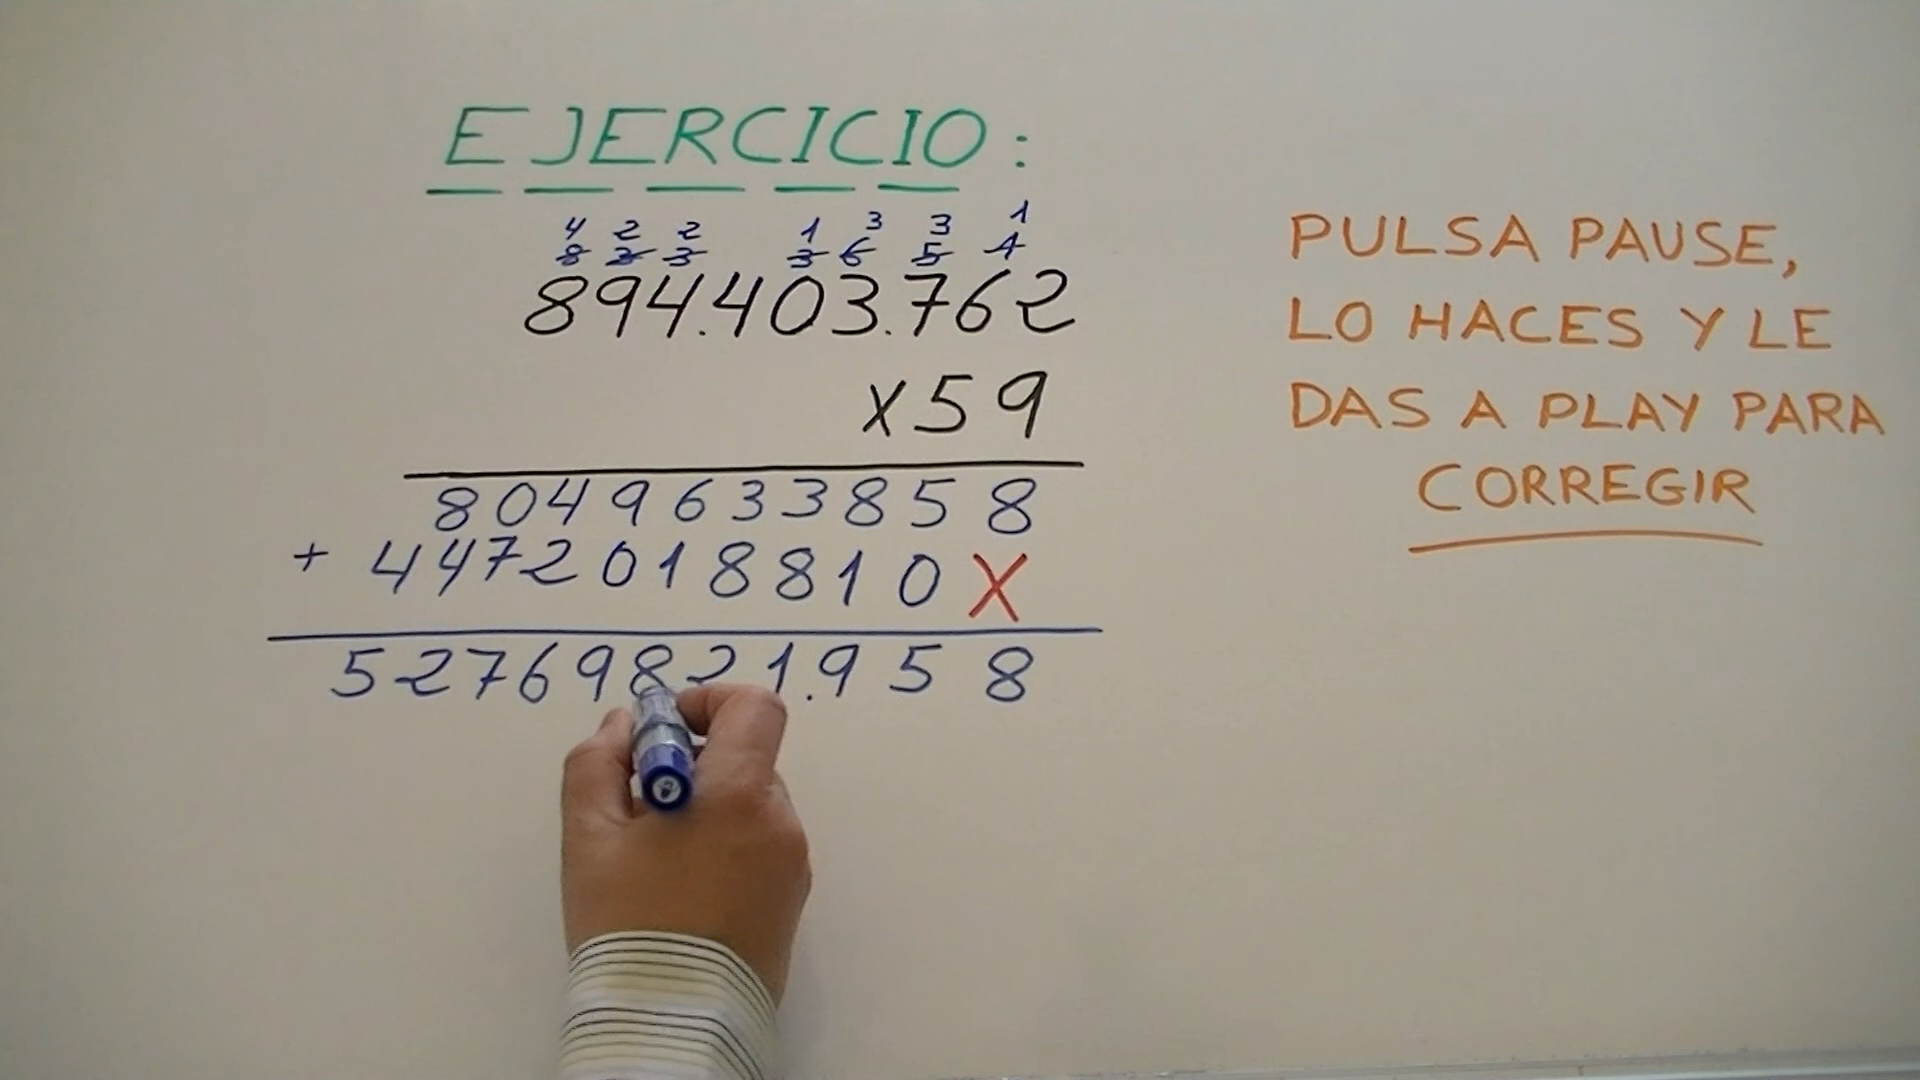 EJERCICIO:
4 2 2 1 3 3 1
8 3 3 3 6 5 1
894.403.762
x59
8049633858
+ 4472018810X
52769821.958
PULSA PAUSE,
LO HACES Y LE
DAS A PLAY PARA
CORREGIR